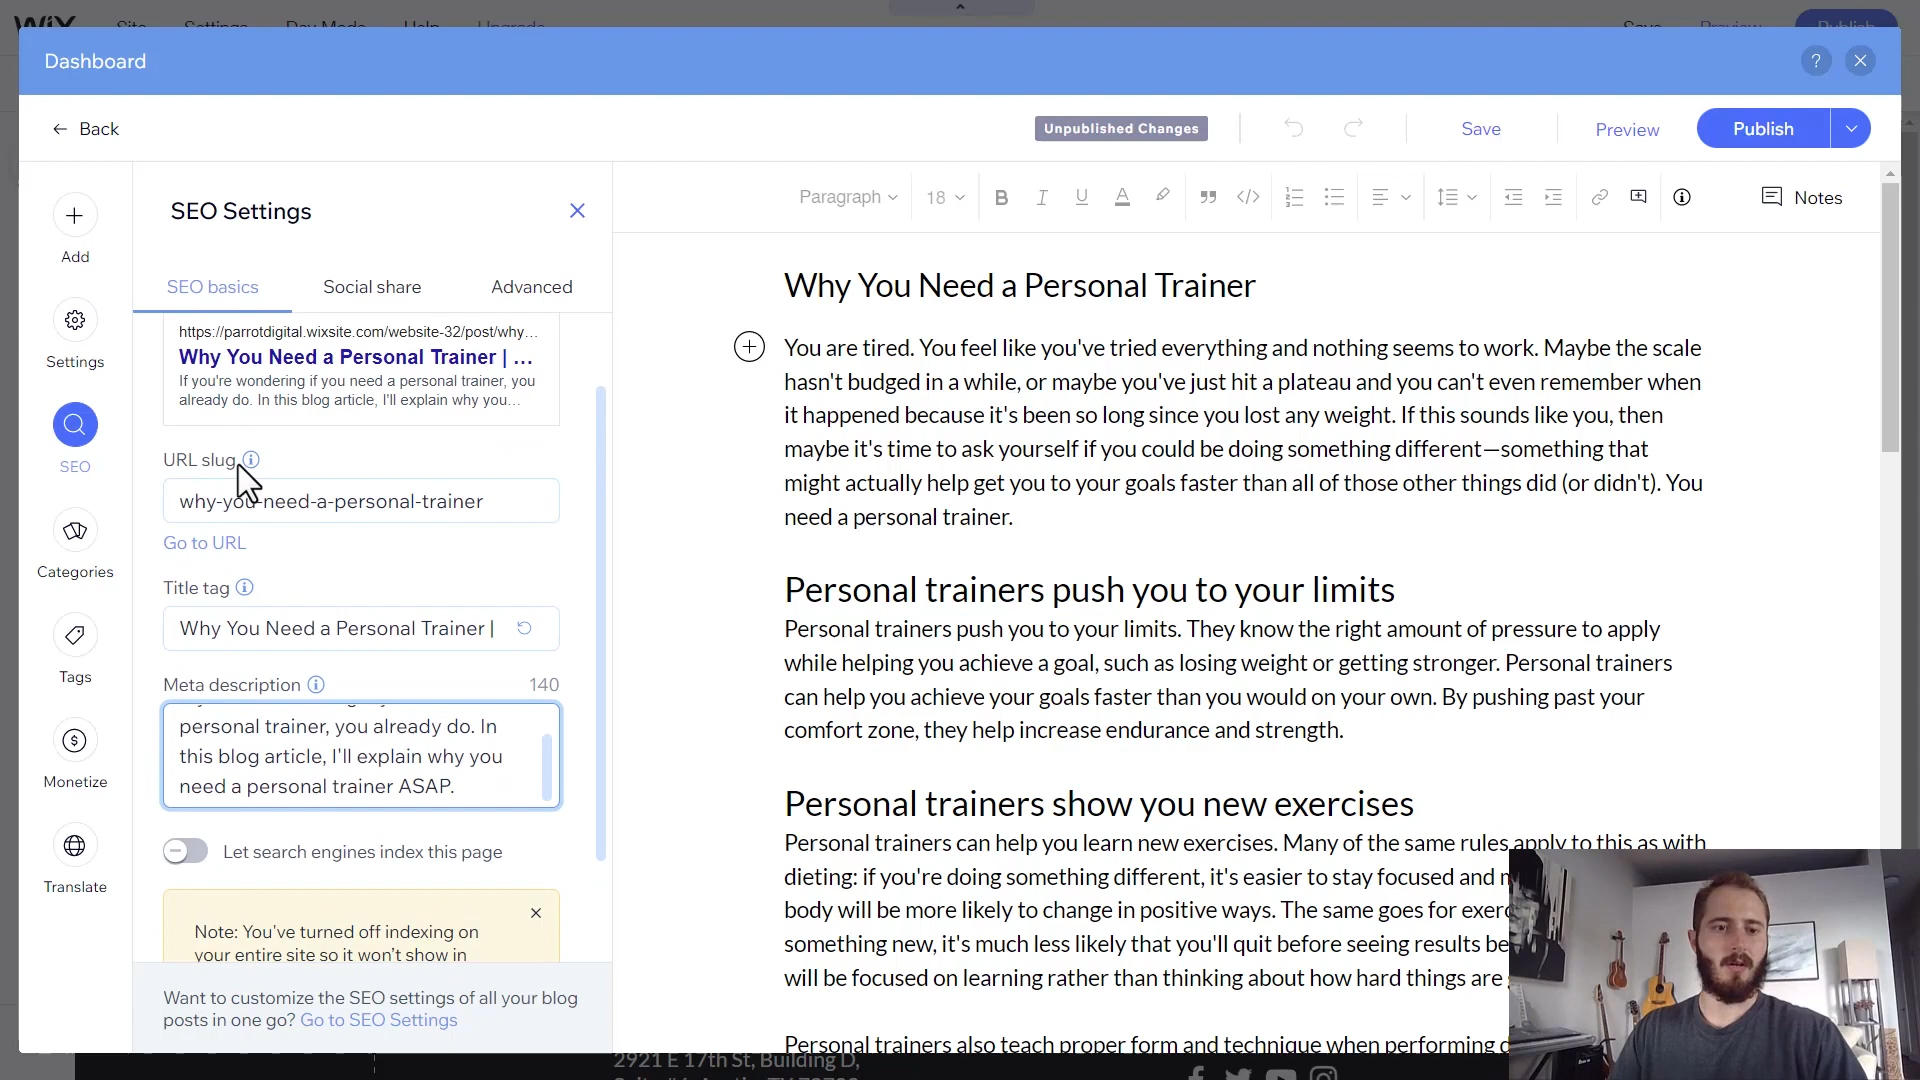 WiX Site Settings Dev Mode Help Upgrade Save Preview Publish
Dashboard
?
Back
Unpublished Changes
Save
Preview
Publish
Add
Settings
SEO
Categories
Tags
Monetize
Translate
SEO Settings
SEO basics Social share Advanced
https://parrotdigital.wixsite.com/website-32/post/why...
Why You Need a Personal Trainer | ...
If you're wondering if you need a personal trainer, you
already do. In this blog article, I'll explain why you...
URL slug
why-you-need-a-personal-trainer
Go to URL
Title tag
Why You Need a Personal Trainer |
Meta description 140
personal trainer, you already do. In
this blog article, I'll explain why you
need a personal trainer ASAP.
Let search engines index this page
Note: You've turned off indexing on
your entire site so it won't show in
Want to customize the SEO settings of all your blog
posts in one go? Go to SEO Settings
Paragraph 18 B I U A Notes
Why You Need a Personal Trainer
You are tired. You feel like you've tried everything and nothing seems to work. Maybe the scale
hasn't budged in a while, or maybe you've just hit a plateau and you can't even remember when
it happened because it's been so long since you lost any weight. If this sounds like you, then
maybe it's time to ask yourself if you could be doing something different—something that
might actually help get you to your goals faster than all of those other things did (or didn't). You
need a personal trainer.
Personal trainers push you to your limits
Personal trainers push you to your limits. They know the right amount of pressure to apply
while helping you achieve a goal, such as losing weight or getting stronger. Personal trainers
can help you achieve your goals faster than you would on your own. By pushing past your
comfort zone, they help increase endurance and strength.
Personal trainers show you new exercises
Personal trainers can help you learn new exercises. Many of the same rules apply to this as with
dieting: if you're doing something different, it's easier to stay focused and
body will be more likely to change in positive ways. The same goes for
something new, it's much less likely that you'll quit before seeing results
will be focused on learning rather than thinking about how hard things are
Personal trainers also teach proper form and technique when performing
2921 E 17th St, Building D,